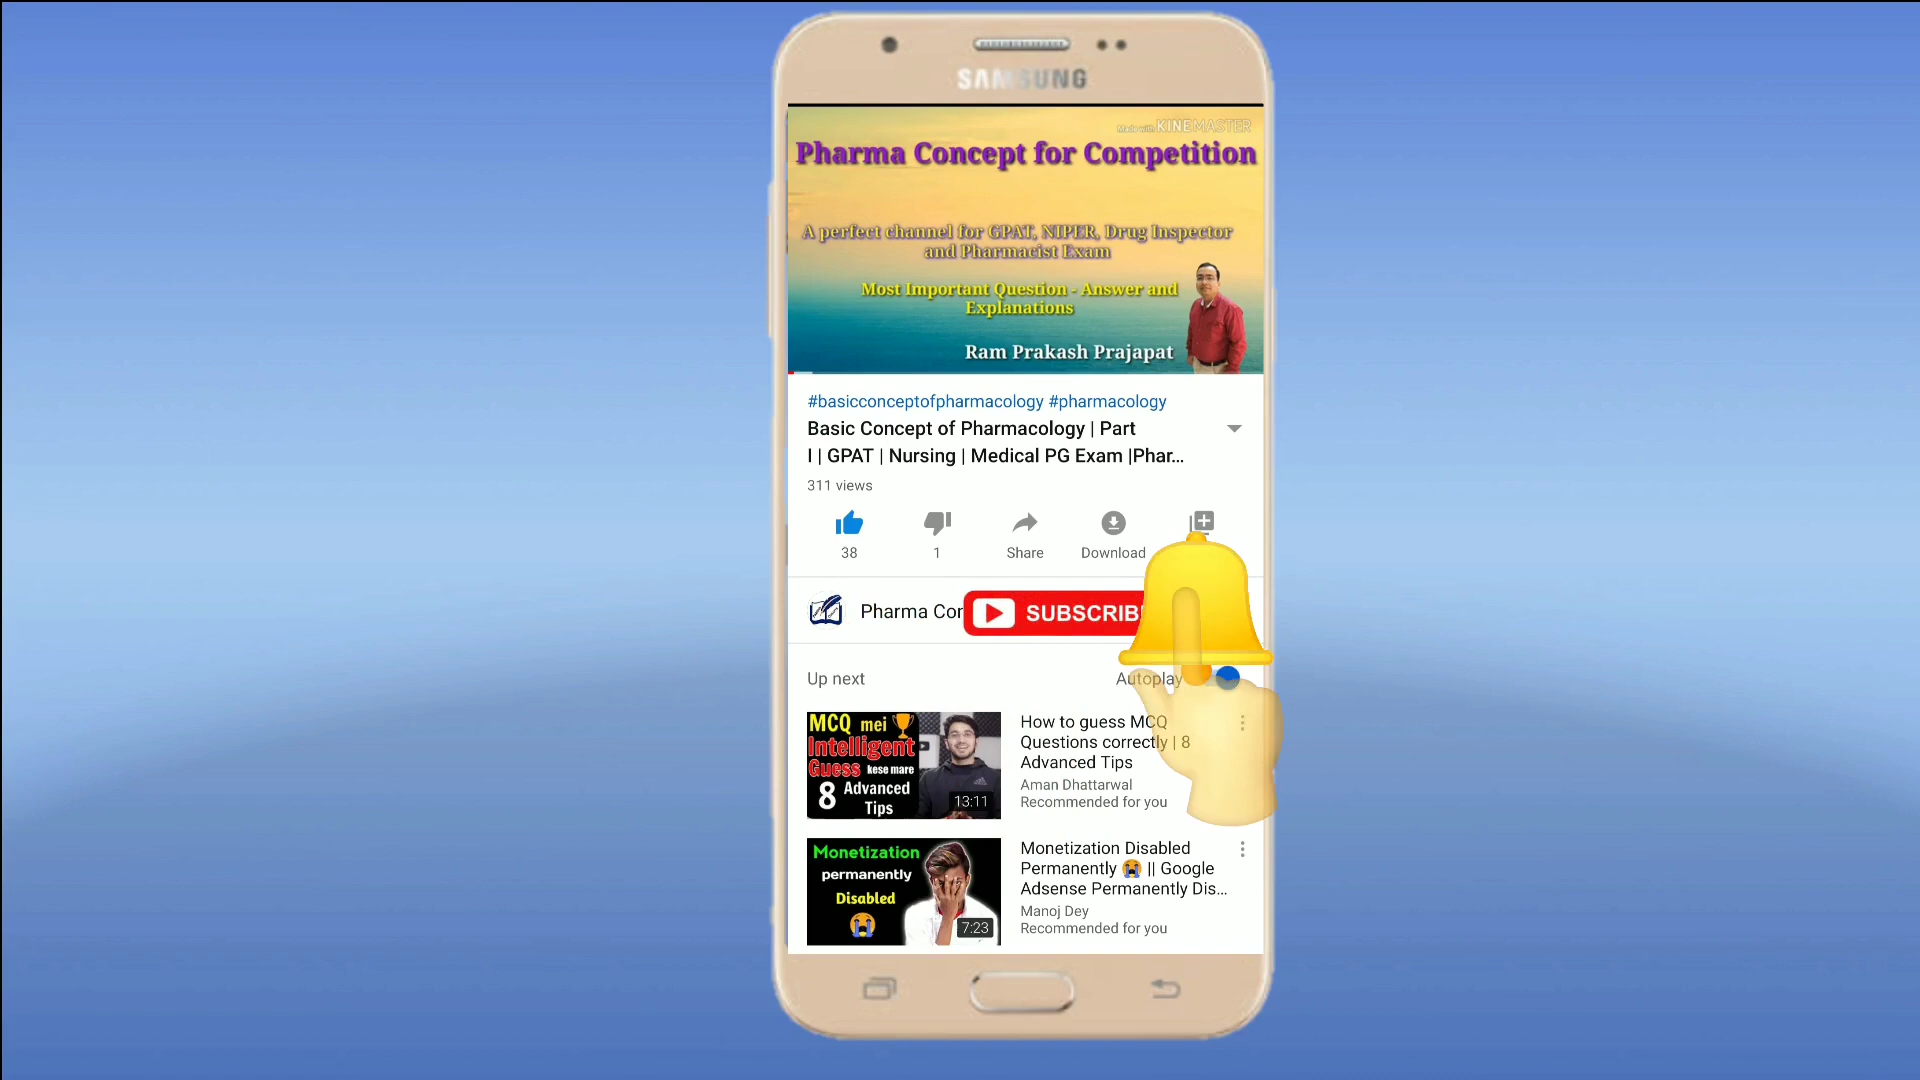 SAMSUNG
Made with KINEMASTER
Pharma Concept for Competition
A perfect channel for GPAT, NIPER, Drug Inspector
and Pharmacist Exam
Most Important Question - Answer and
Explanations
Ram Prakash Prajapat
#basicconceptofpharmacology #pharmacology
Basic Concept of Pharmacology | Part
I | GPAT | Nursing | Medical PG Exam |Phar...
311 views
38
1
Share
Download
Pharma Con
SUBSCRIBE
Up next
Autoplay
MCQ mei
Intelligent
Guess kese mare
8 Advanced
Tips
13:11
How to guess MCQ
Questions correctly | 8
Advanced Tips
Aman Dhattarwal
Recommended for you
Monetization
permanently
Disabled
7:23
Monetization Disabled
Permanently 😭 || Google
Adsense Permanently Dis...
Manoj Dey
Recommended for you